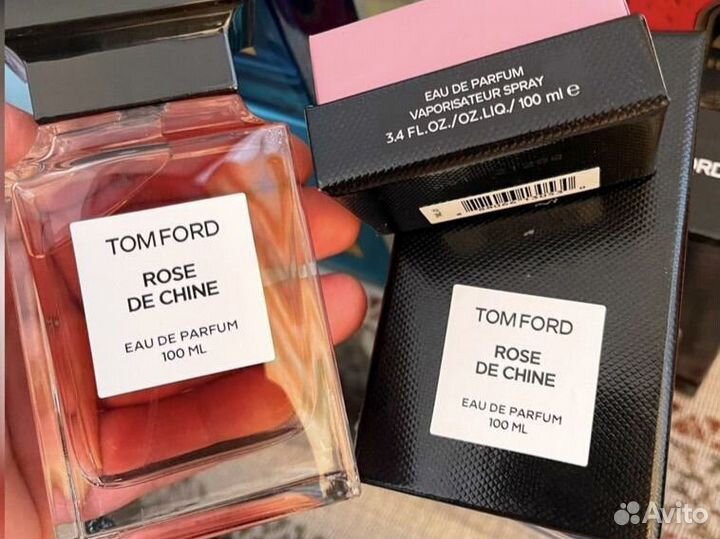 TOM FORD
ROSE
DE CHINE
EAU DE PARFUM
100 ML
EAU DE PARFUM
VAPORISATEUR SPRAY
3.4 FL.OZ./OZ.LIQ./ 100 ml e
TOM FORD
ROSE
DE CHINE
EAU DE PARFUM
100 ML
ORD
Avito